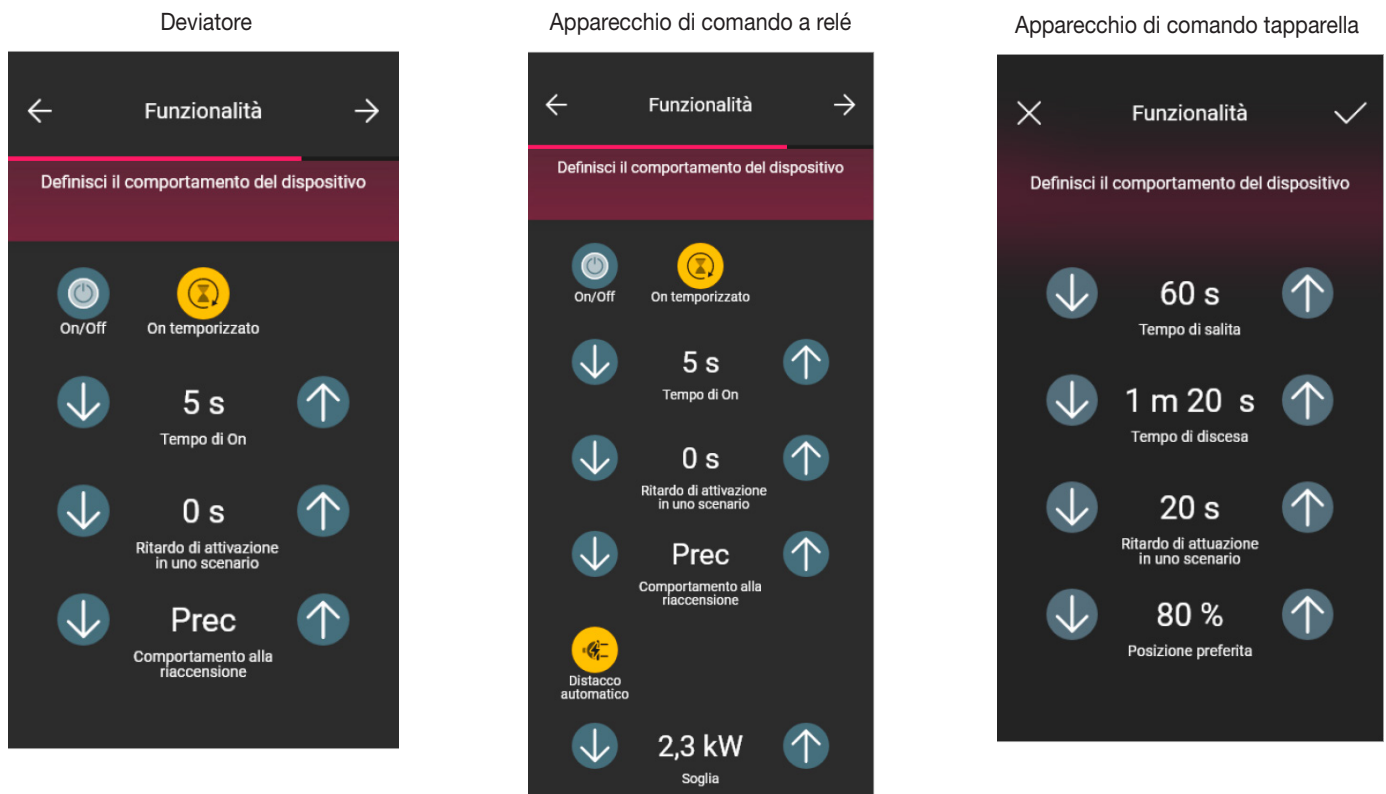 Deviatore
Funzionalità
Definisci il comportamento del dispositivo
On/Off
On temporizzato
5 s
Tempo di On
0 s
Ritardo di attivazione
in uno scenario
Prec
Comportamento alla
riaccensione
Apparecchio di comando a relé
Funzionalità
Definisci il comportamento del dispositivo
On/Off
On temporizzato
5 s
Tempo di On
0 s
Ritardo di attivazione
in uno scenario
Prec
Comportamento alla
riaccensione
Distacco
automatico
2,3 kW
Soglia
Apparecchio di comando tapparella
Funzionalità
Definisci il comportamento del dispositivo
60 s
Tempo di salita
1 m 20 s
Tempo di discesa
20 s
Ritardo di attuazione
in uno scenario
80 %
Posizione preferita